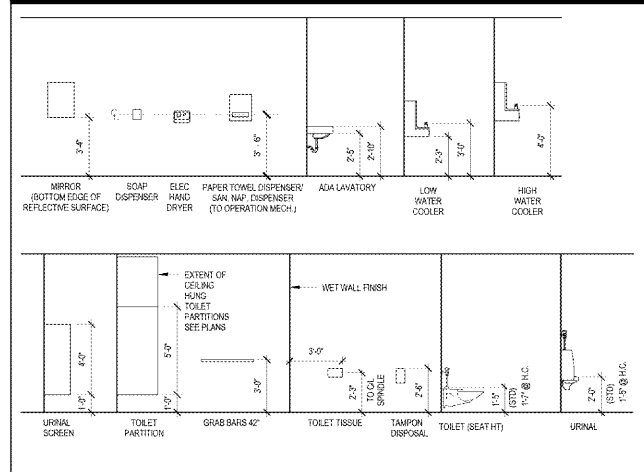 3'-4"
3'-6"
2'-5"
2'-10"
2'-3"
3'-0"
4'-0"
MIRROR
(BOTTOM EDGE OF
REFLECTIVE SURFACE)
SOAP
DISPENSER
ELEC
HAND
DRYER
PAPER TOWEL DISPENSER/
SAN. NAP. DISPENSER
(TO OPERATION MECH.)
ADA LAVATORY
LOW
WATER
COOLER
HIGH
WATER
COOLER
EXTENT OF
CEILING
HUNG
TOILET
PARTITIONS
SEE PLANS
WET WALL FINISH
4'-0"
1'-0"
5'-0"
1'-0"
3'-0"
3'-0"
2'-3"
TO C/L
SPINDLE
2'-6"
1'-5"
(STD)
1'-7" @ H.C.
2'-0"
(STD)
1'-5" @ H.C.
URINAL
SCREEN
TOILET
PARTITION
GRAB BARS 42"
TOILET TISSUE
TAMPON
DISPOSAL
TOILET (SEAT HT)
URINAL